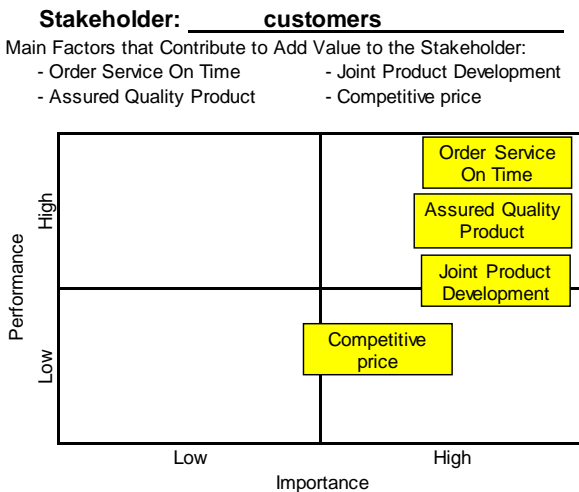 Stakeholder: customers
Main Factors that Contribute to Add Value to the Stakeholder:
- Order Service On Time - Joint Product Development
- Assured Quality Product - Competitive price
Order Service
On Time
Assured Quality
Product
Joint Product
Development
Competitive
price
Performance
High
Low
Low High
Importance